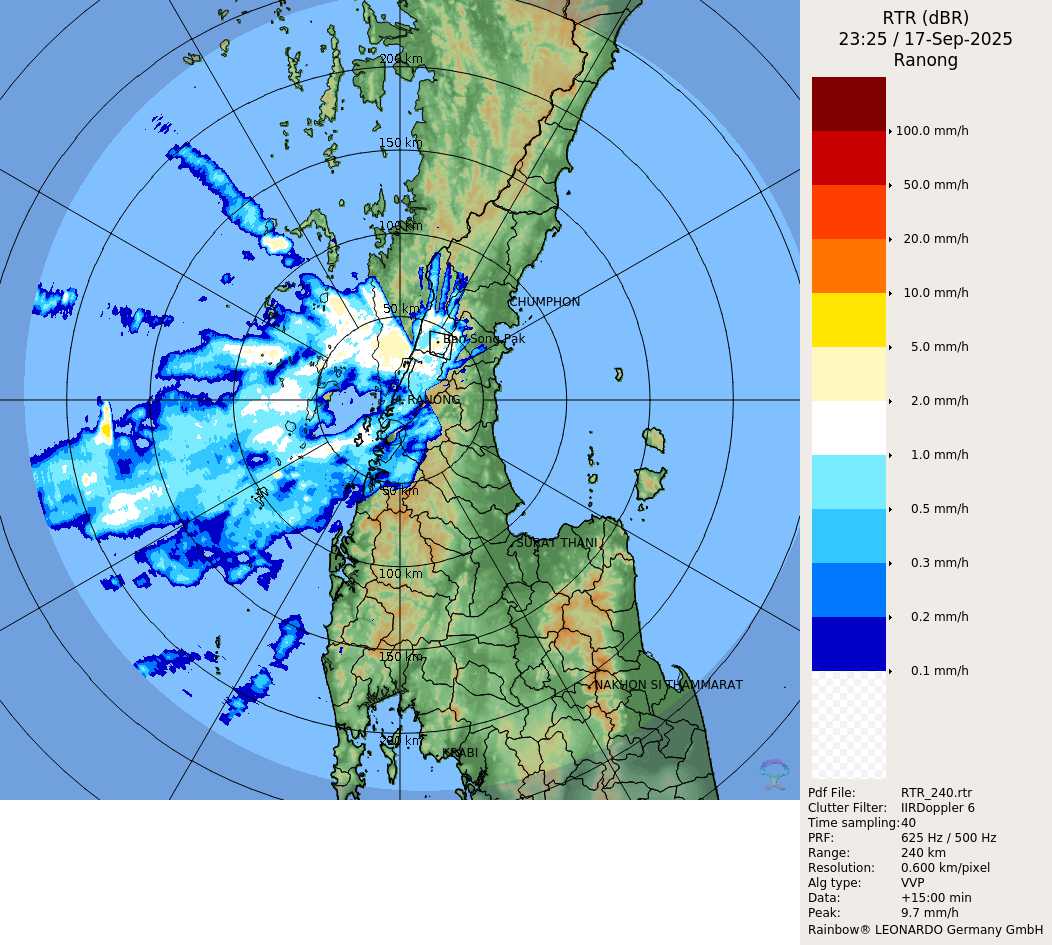 RTR (dBR)
23:25 / 17-Sep-2025
Ranong
200 km
150 km
100 km
50 km
CHUMPHON
Ban Song Pak
RANONG
50 km
SURAT THANI
100 km
150 km
NAKHON SI THAMMARAT
200 km
KRABI
100.0 mm/h
50.0 mm/h
20.0 mm/h
10.0 mm/h
5.0 mm/h
2.0 mm/h
1.0 mm/h
0.5 mm/h
0.3 mm/h
0.2 mm/h
0.1 mm/h
Pdf File: RTR_240.rtr
Clutter Filter: IIRDoppler 6
Time sampling: 40
PRF: 625 Hz / 500 Hz
Range: 240 km
Resolution: 0.600 km/pixel
Alg type: VVP
Data: +15:00 min
Peak: 9.7 mm/h
Rainbow® LEONARDO Germany GmbH